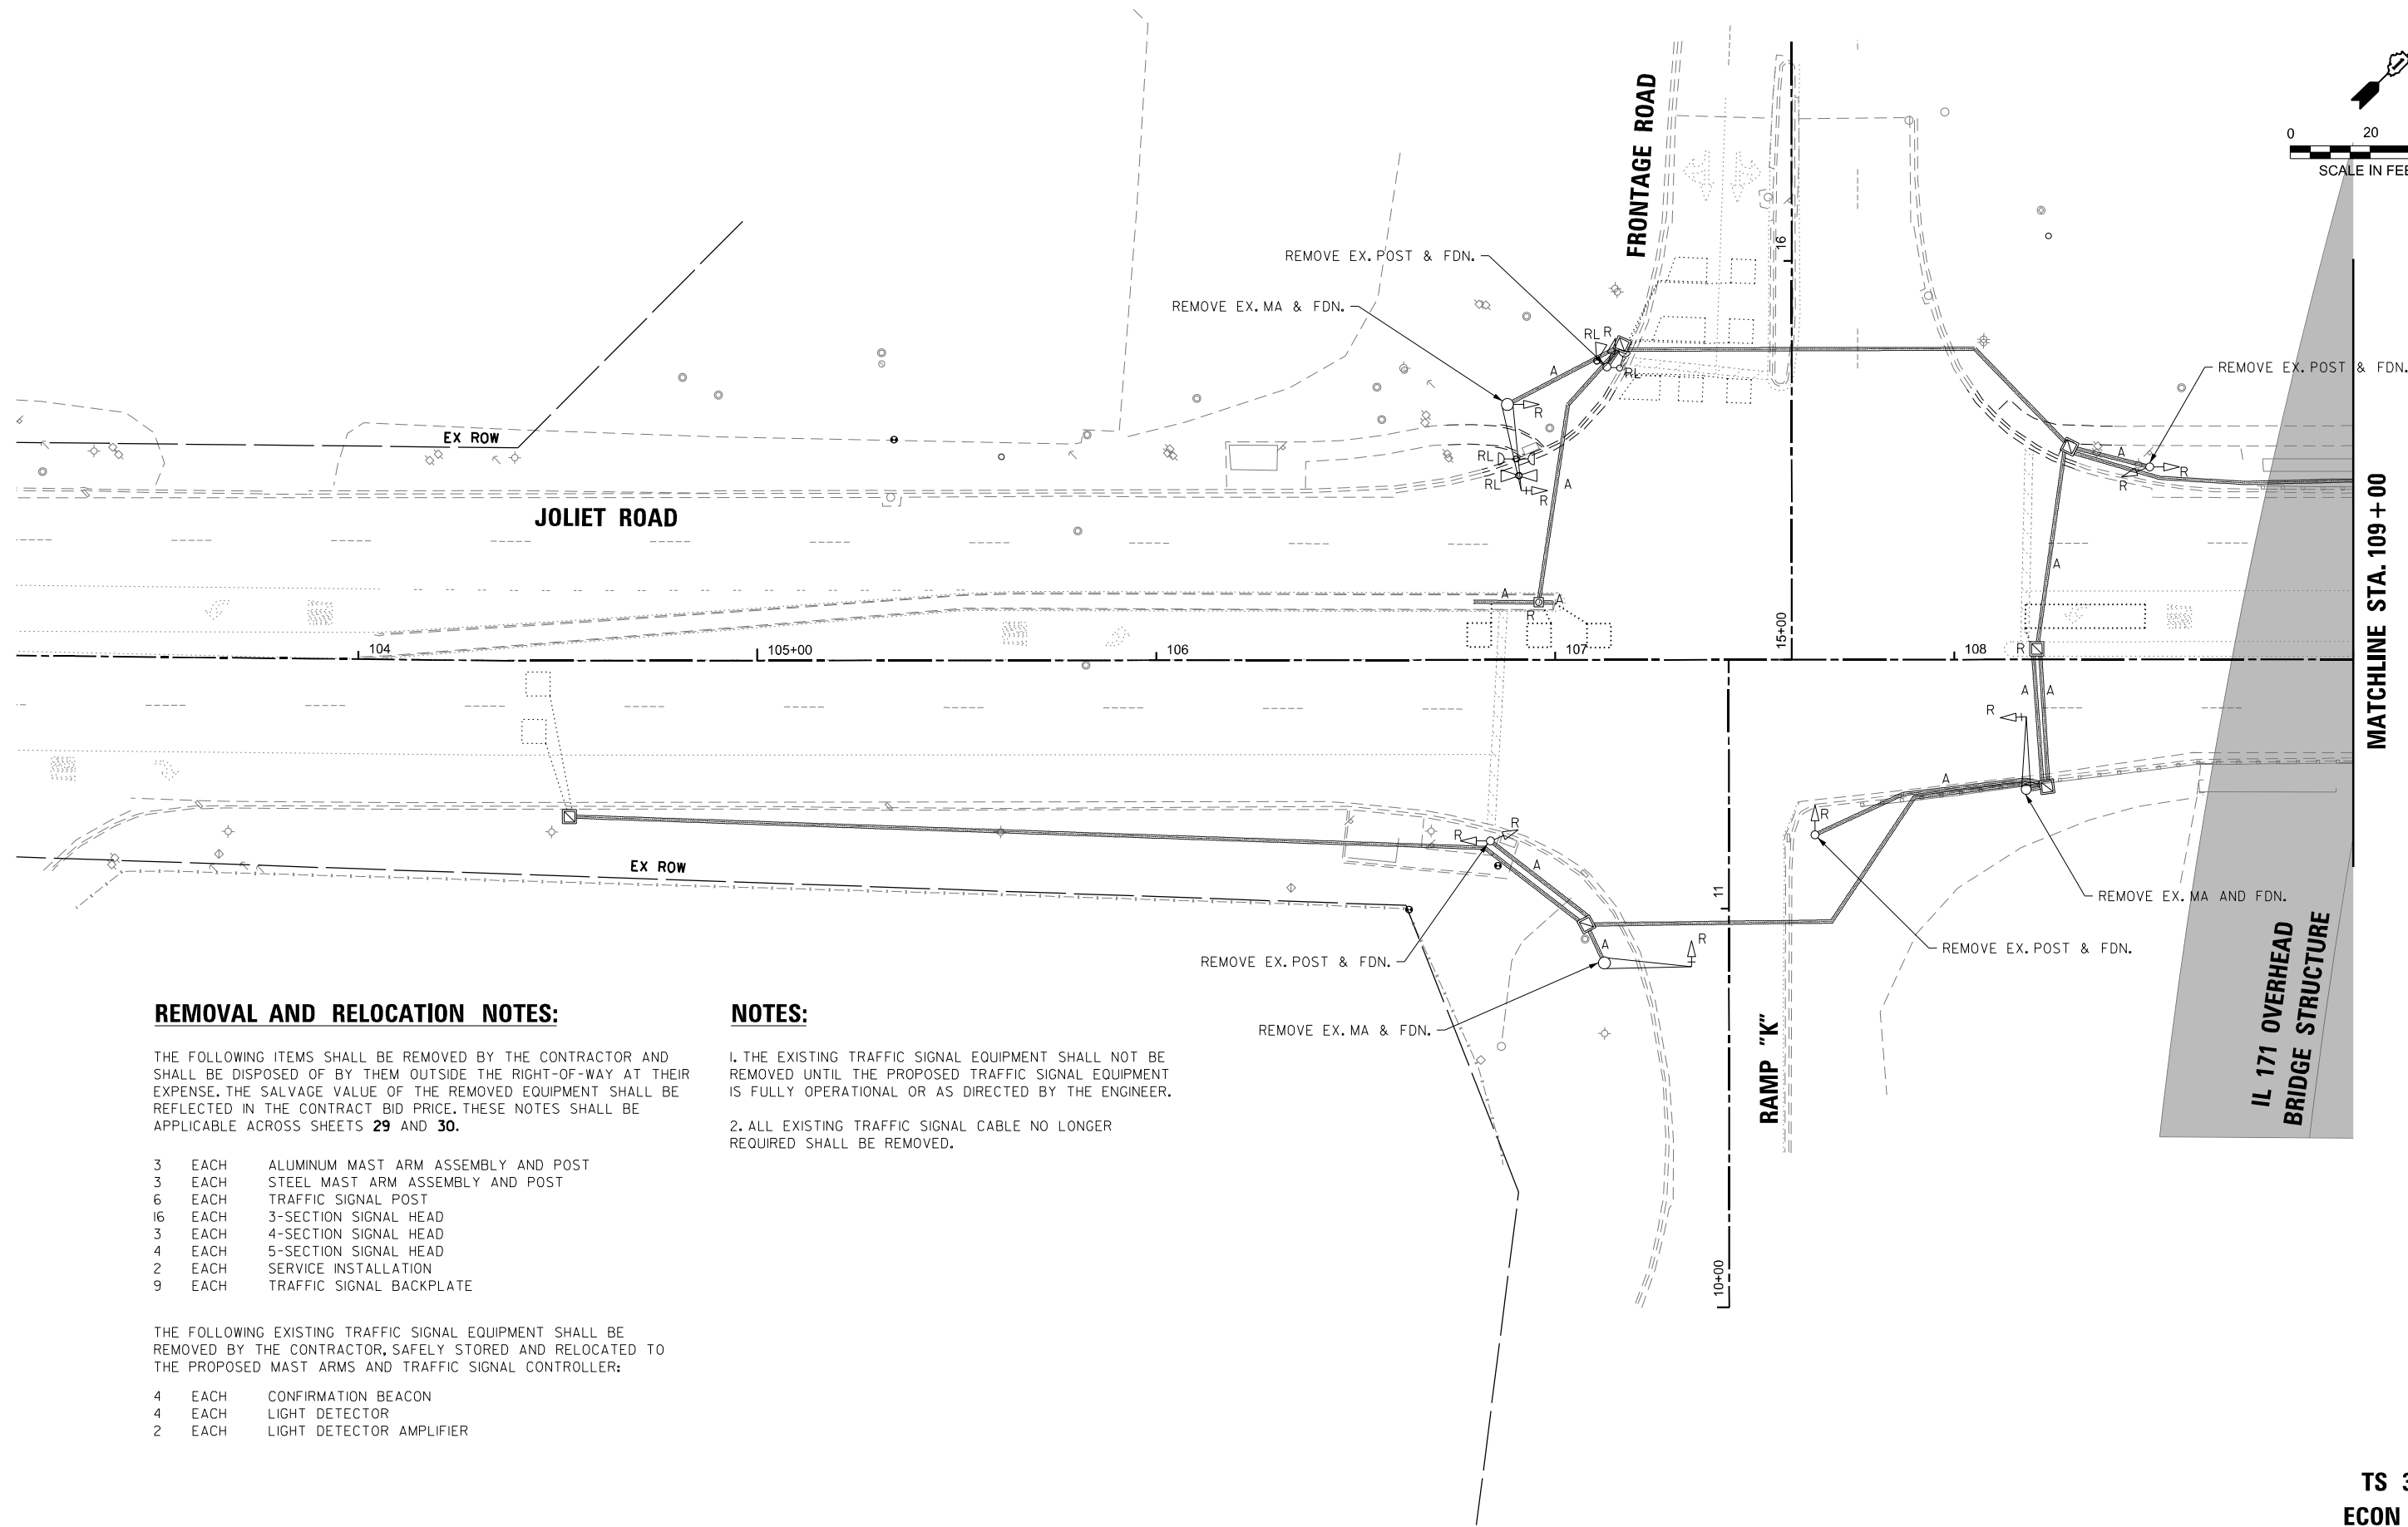 0 20
FRONTAGE ROAD
16
REMOVE EX. POST & FDN.
REMOVE EX. MA & FDN.
RL R
RL
A
R
REMOVE EX. POST & FDN.
A
R
R
EX ROW
RL
RL
R
A
JOLIET ROAD
MATCHLINE STA. 109+00
A
A
A
R
15+00
104
105+00
106
107
108
R
A
A
R
A
R
R
R
A
EX ROW
11
REMOVE EX. MA AND FDN.
REMOVE EX. POST & FDN.
R
A
REMOVE EX. POST & FDN.
REMOVE EX. MA & FDN.
RAMP "K"
10+00
IL 171 OVERHEAD
BRIDGE STRUCTURE
REMOVAL AND RELOCATION NOTES:
THE FOLLOWING ITEMS SHALL BE REMOVED BY THE CONTRACTOR AND
SHALL BE DISPOSED OF BY THEM OUTSIDE THE RIGHT-OF-WAY AT THEIR
EXPENSE. THE SALVAGE VALUE OF THE REMOVED EQUIPMENT SHALL BE
REFLECTED IN THE CONTRACT BID PRICE. THESE NOTES SHALL BE
APPLICABLE ACROSS SHEETS 29 AND 30.
3 EACH ALUMINUM MAST ARM ASSEMBLY AND POST
3 EACH STEEL MAST ARM ASSEMBLY AND POST
6 EACH TRAFFIC SIGNAL POST
16 EACH 3-SECTION SIGNAL HEAD
3 EACH 4-SECTION SIGNAL HEAD
4 EACH 5-SECTION SIGNAL HEAD
2 EACH SERVICE INSTALLATION
9 EACH TRAFFIC SIGNAL BACKPLATE
THE FOLLOWING EXISTING TRAFFIC SIGNAL EQUIPMENT SHALL BE
REMOVED BY THE CONTRACTOR, SAFELY STORED AND RELOCATED TO
THE PROPOSED MAST ARMS AND TRAFFIC SIGNAL CONTROLLER:
4 EACH CONFIRMATION BEACON
4 EACH LIGHT DETECTOR
2 EACH LIGHT DETECTOR AMPLIFIER
NOTES:
1. THE EXISTING TRAFFIC SIGNAL EQUIPMENT SHALL NOT BE
REMOVED UNTIL THE PROPOSED TRAFFIC SIGNAL EQUIPMENT
IS FULLY OPERATIONAL OR AS DIRECTED BY THE ENGINEER.
2. ALL EXISTING TRAFFIC SIGNAL CABLE NO LONGER
REQUIRED SHALL BE REMOVED.
SCALE IN
TS
ECON